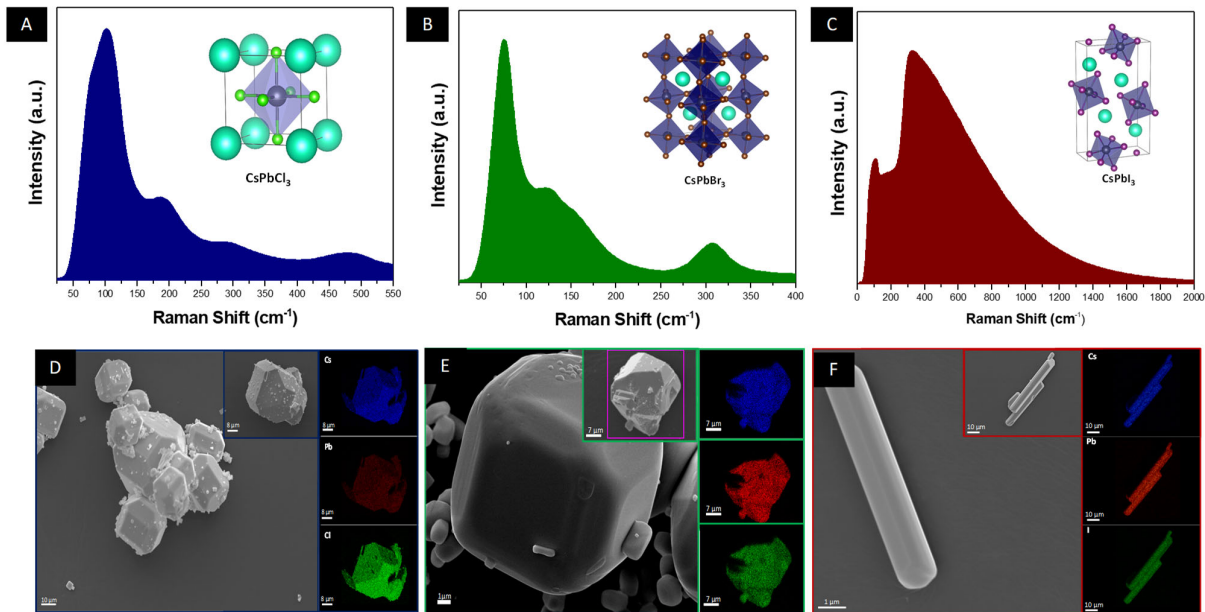 A
CsPbCl3
Intensity (a.u.)
25 50 100 150 200 250 300 350 400 450 500 550
Raman Shift (cm-1)
B
CsPbBr3
Intensity (a.u.)
50 100 150 200 250 300 350 400
Raman Shift (cm-1)
C
CsPbI3
Intensity (a.u.)
0 200 400 600 800 1000 1200 1400 1600 1800 2000
Raman Shift (cm-1)
D
8 µm
10 µm
Cs
8 µm
Pb
8 µm
Cl
8 µm
E
7 µm
1µm
7 µm
7 µm
7 µm
F
10 µm
1 µm
Cs
10 µm
Pb
10 µm
I
10 µm